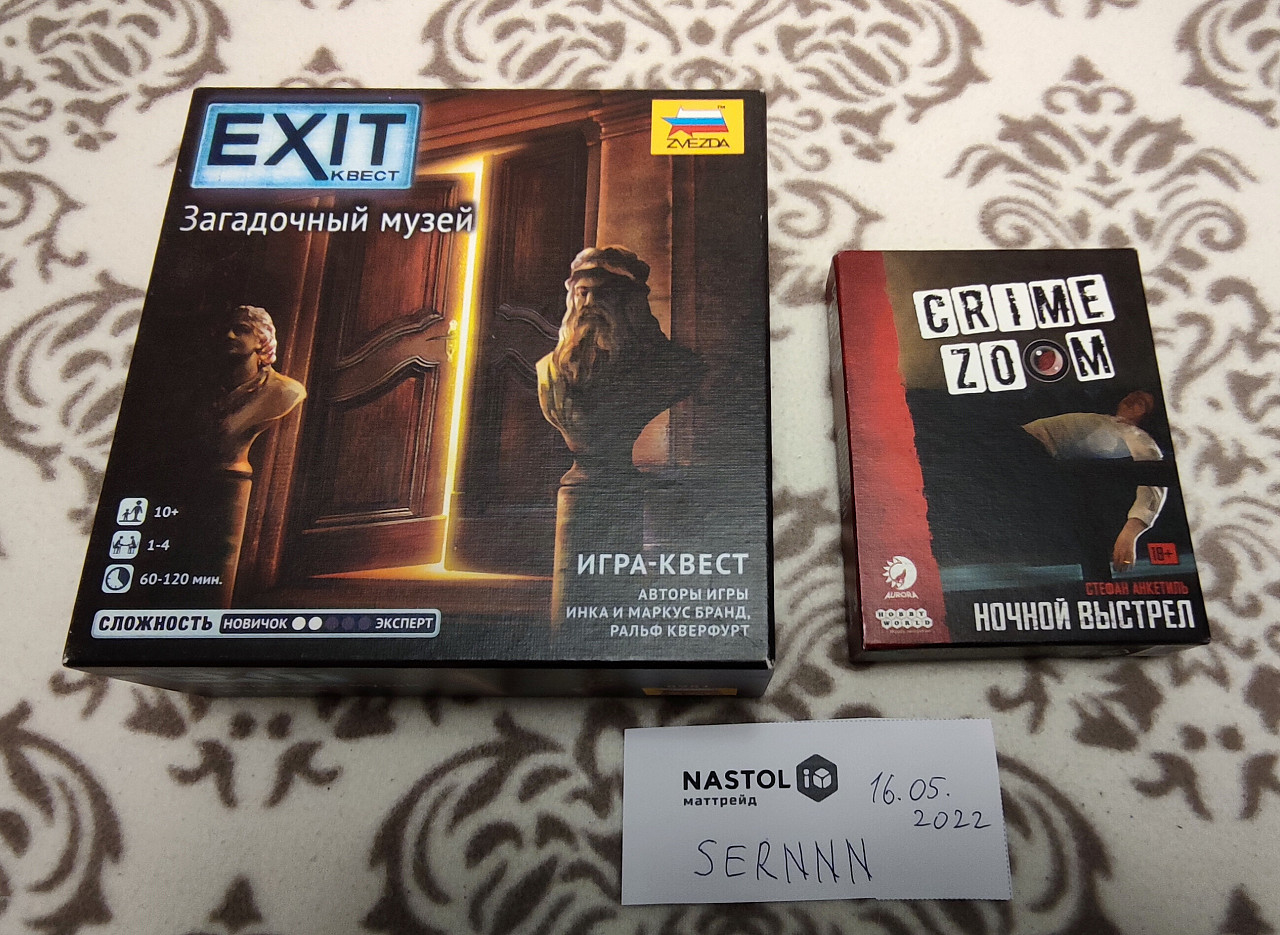 EXIT
КВЕСТ
Загадочный музей
ZVEZDA
™
10+
1-4
60-120 мин.
СЛОЖНОСТЬ НОВИЧОК ЭКСПЕРТ
ИГРА-КВЕСТ
АВТОРЫ ИГРЫ
ИНКА И МАРКУС БРАНД,
РАЛЬФ КВЕРФУРТ
CRIME
ZOOM
18+
AURORA
HOBBY
WORLD
СТЕФАН АНКЕТИЛЬ
НОЧНОЙ ВЫСТРЕЛ
NASTOL
маттрейд
16.05.
2022
SERNNN